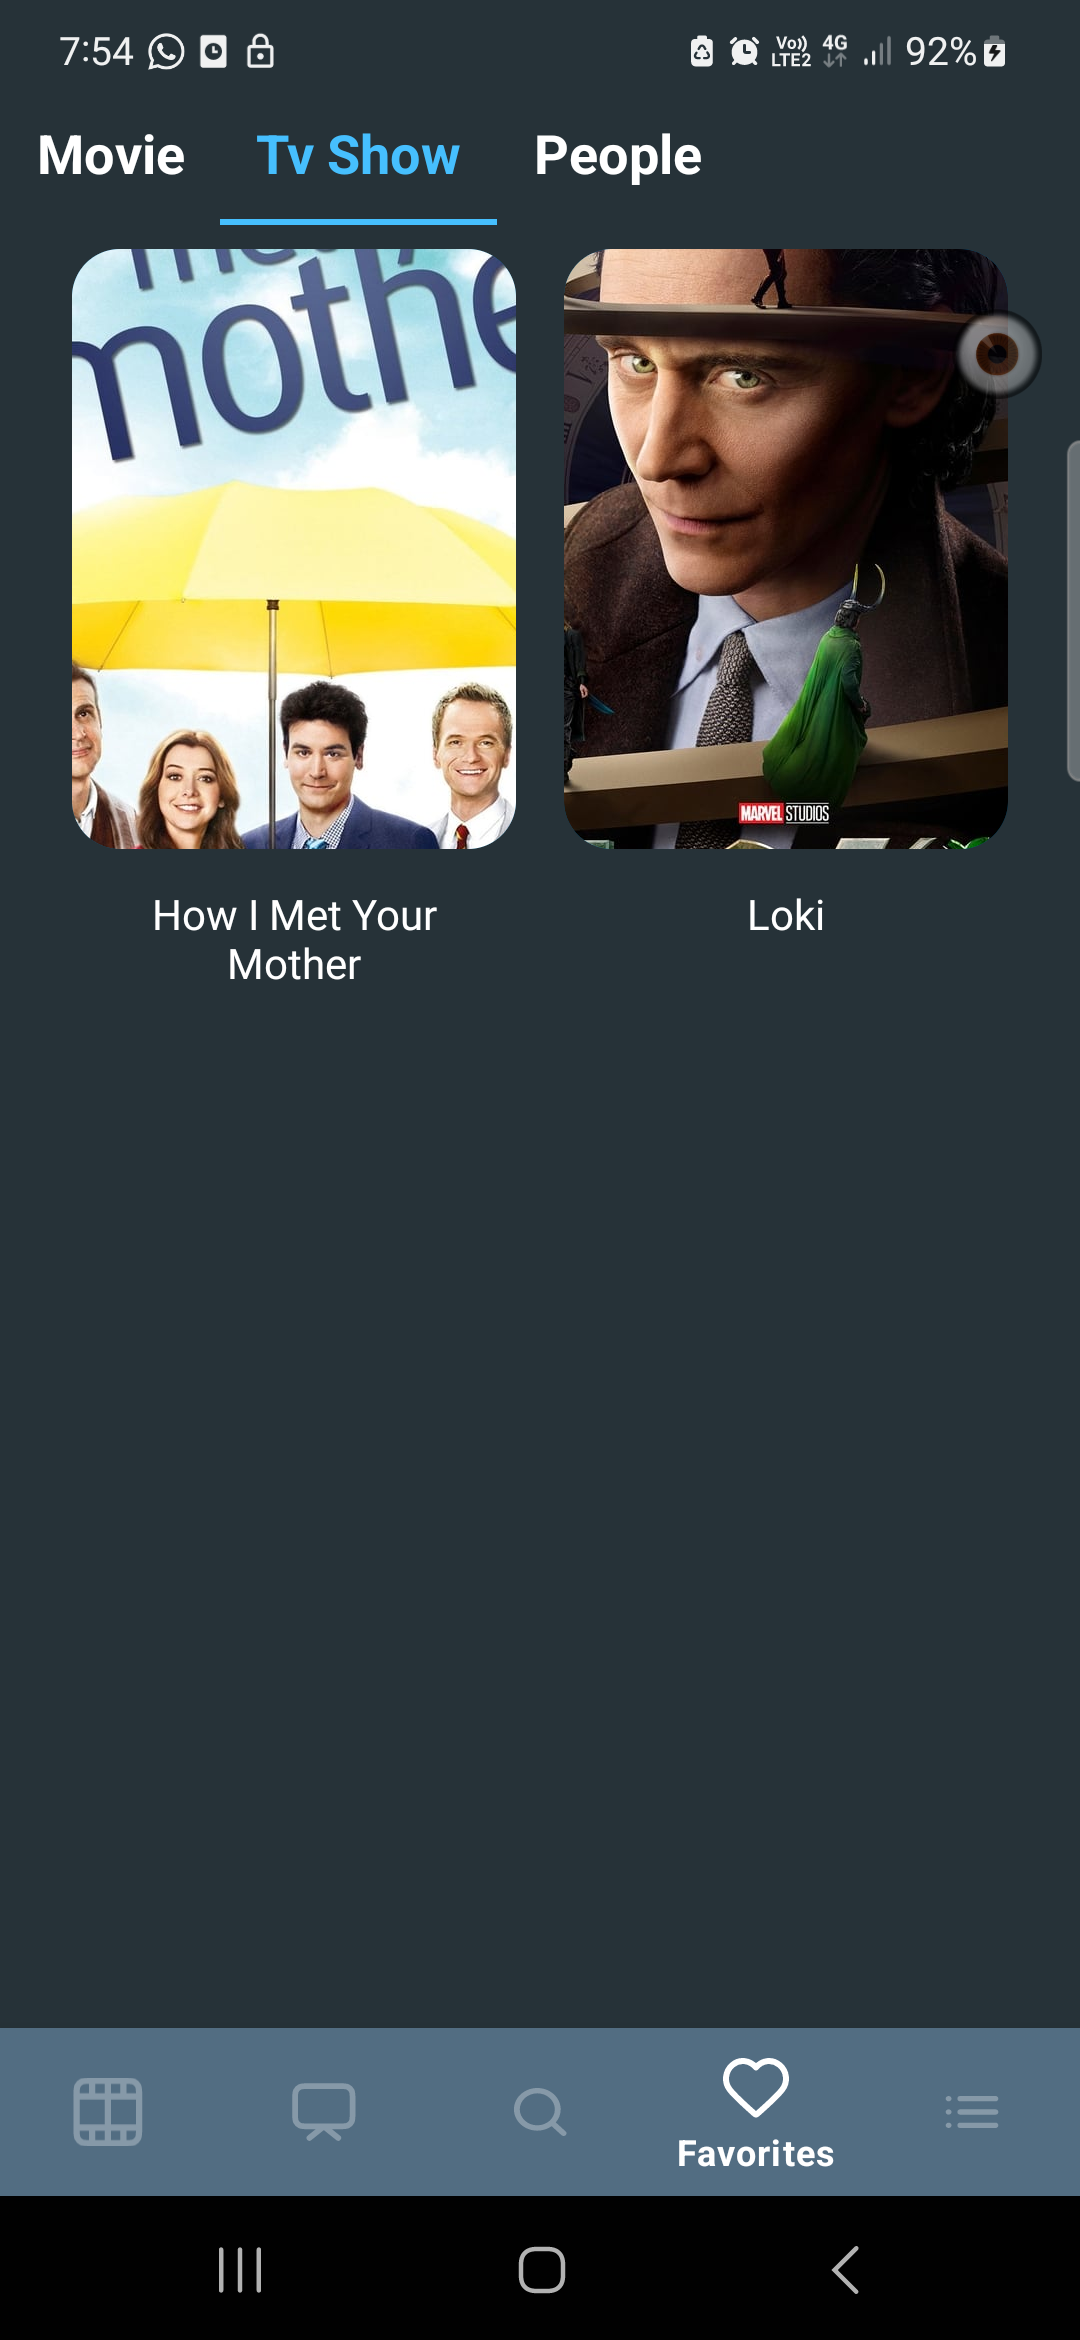 7:54
Vo)) LTE2 4G 92%
Movie Tv Show People
mothe
MARVEL STUDIOS
How I Met Your
Mother
Loki
Favorites